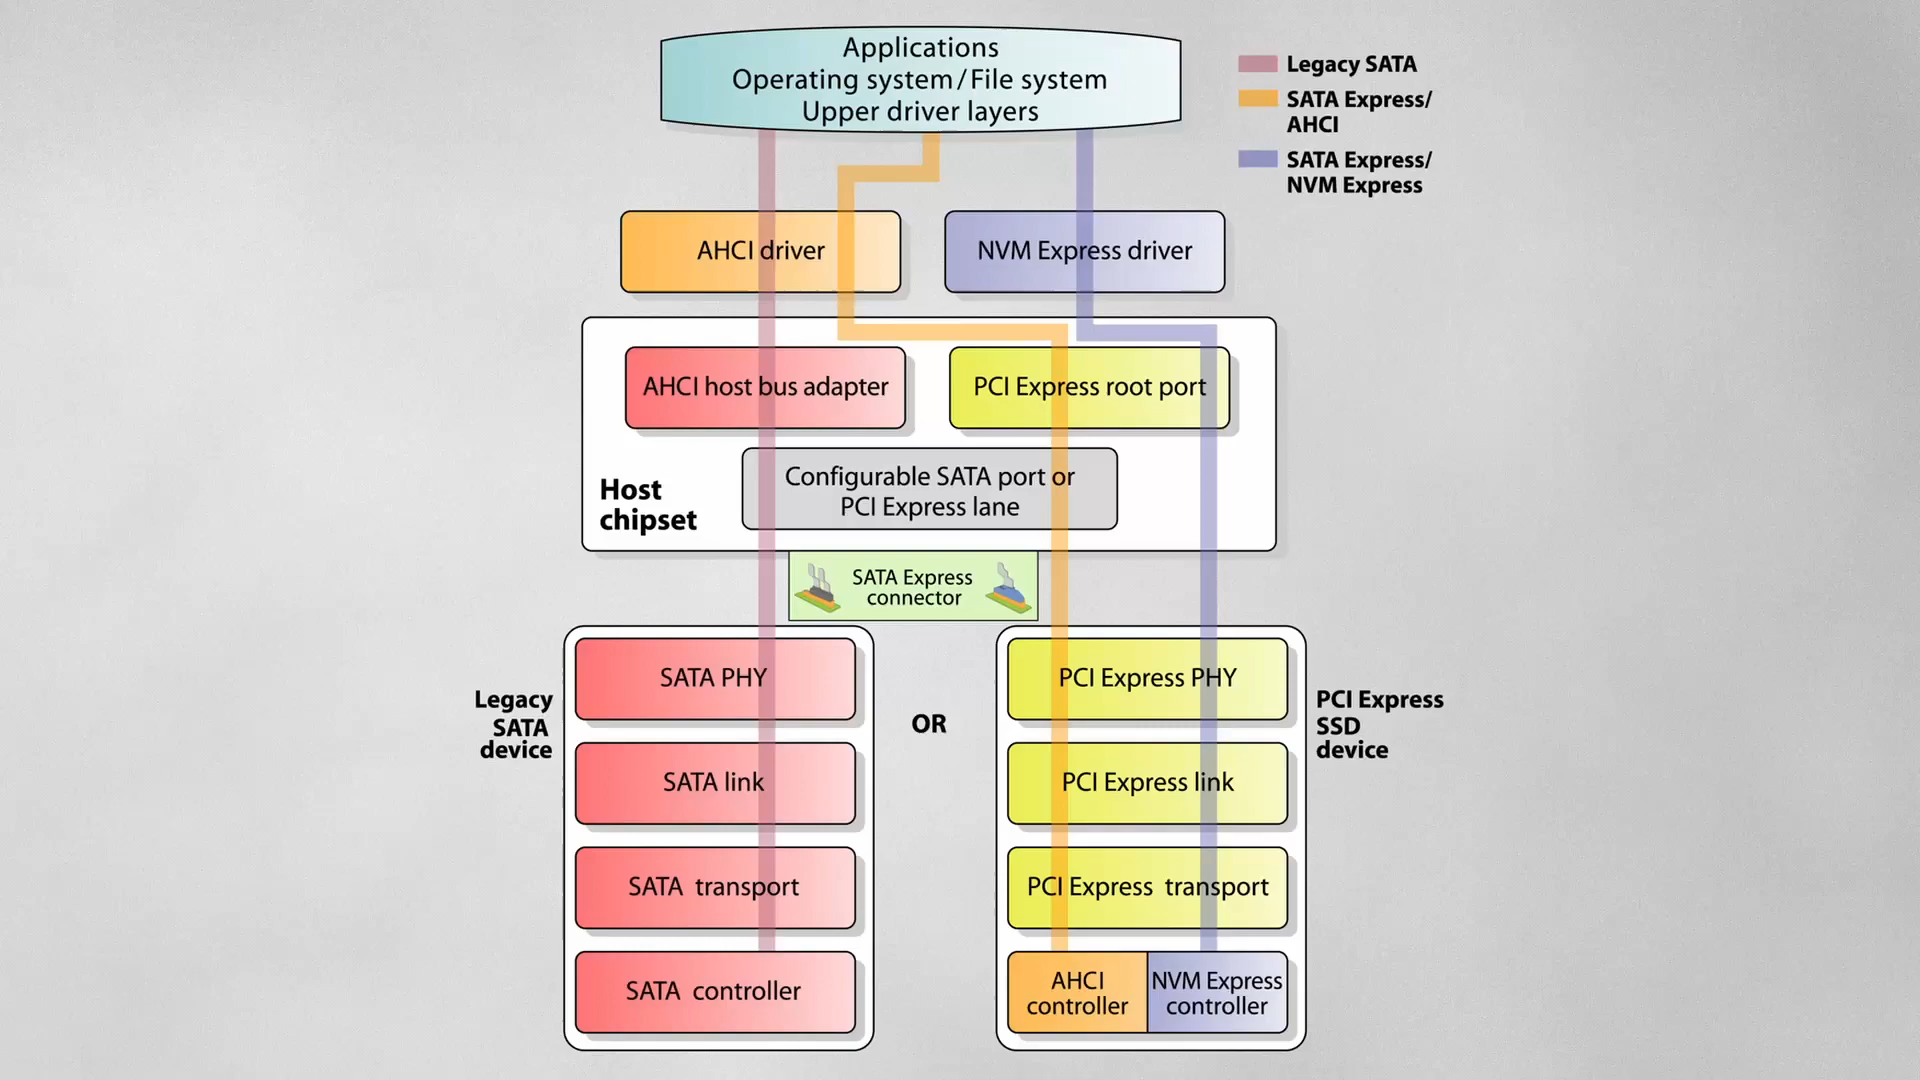 Applications
Operating system/File system
Upper driver layers
Legacy SATA
SATA Express/
AHCI
SATA Express/
NVM Express
AHCI driver
NVM Express driver
AHCI host bus adapter
PCI Express root port
Configurable SATA port or
PCI Express lane
Host
chipset
SATA Express
connector
Legacy
SATA
device
SATA PHY
SATA link
SATA transport
SATA controller
OR
PCI Express PHY
PCI Express link
PCI Express transport
AHCI
controller
NVM Express
controller
PCI Express
SSD
device